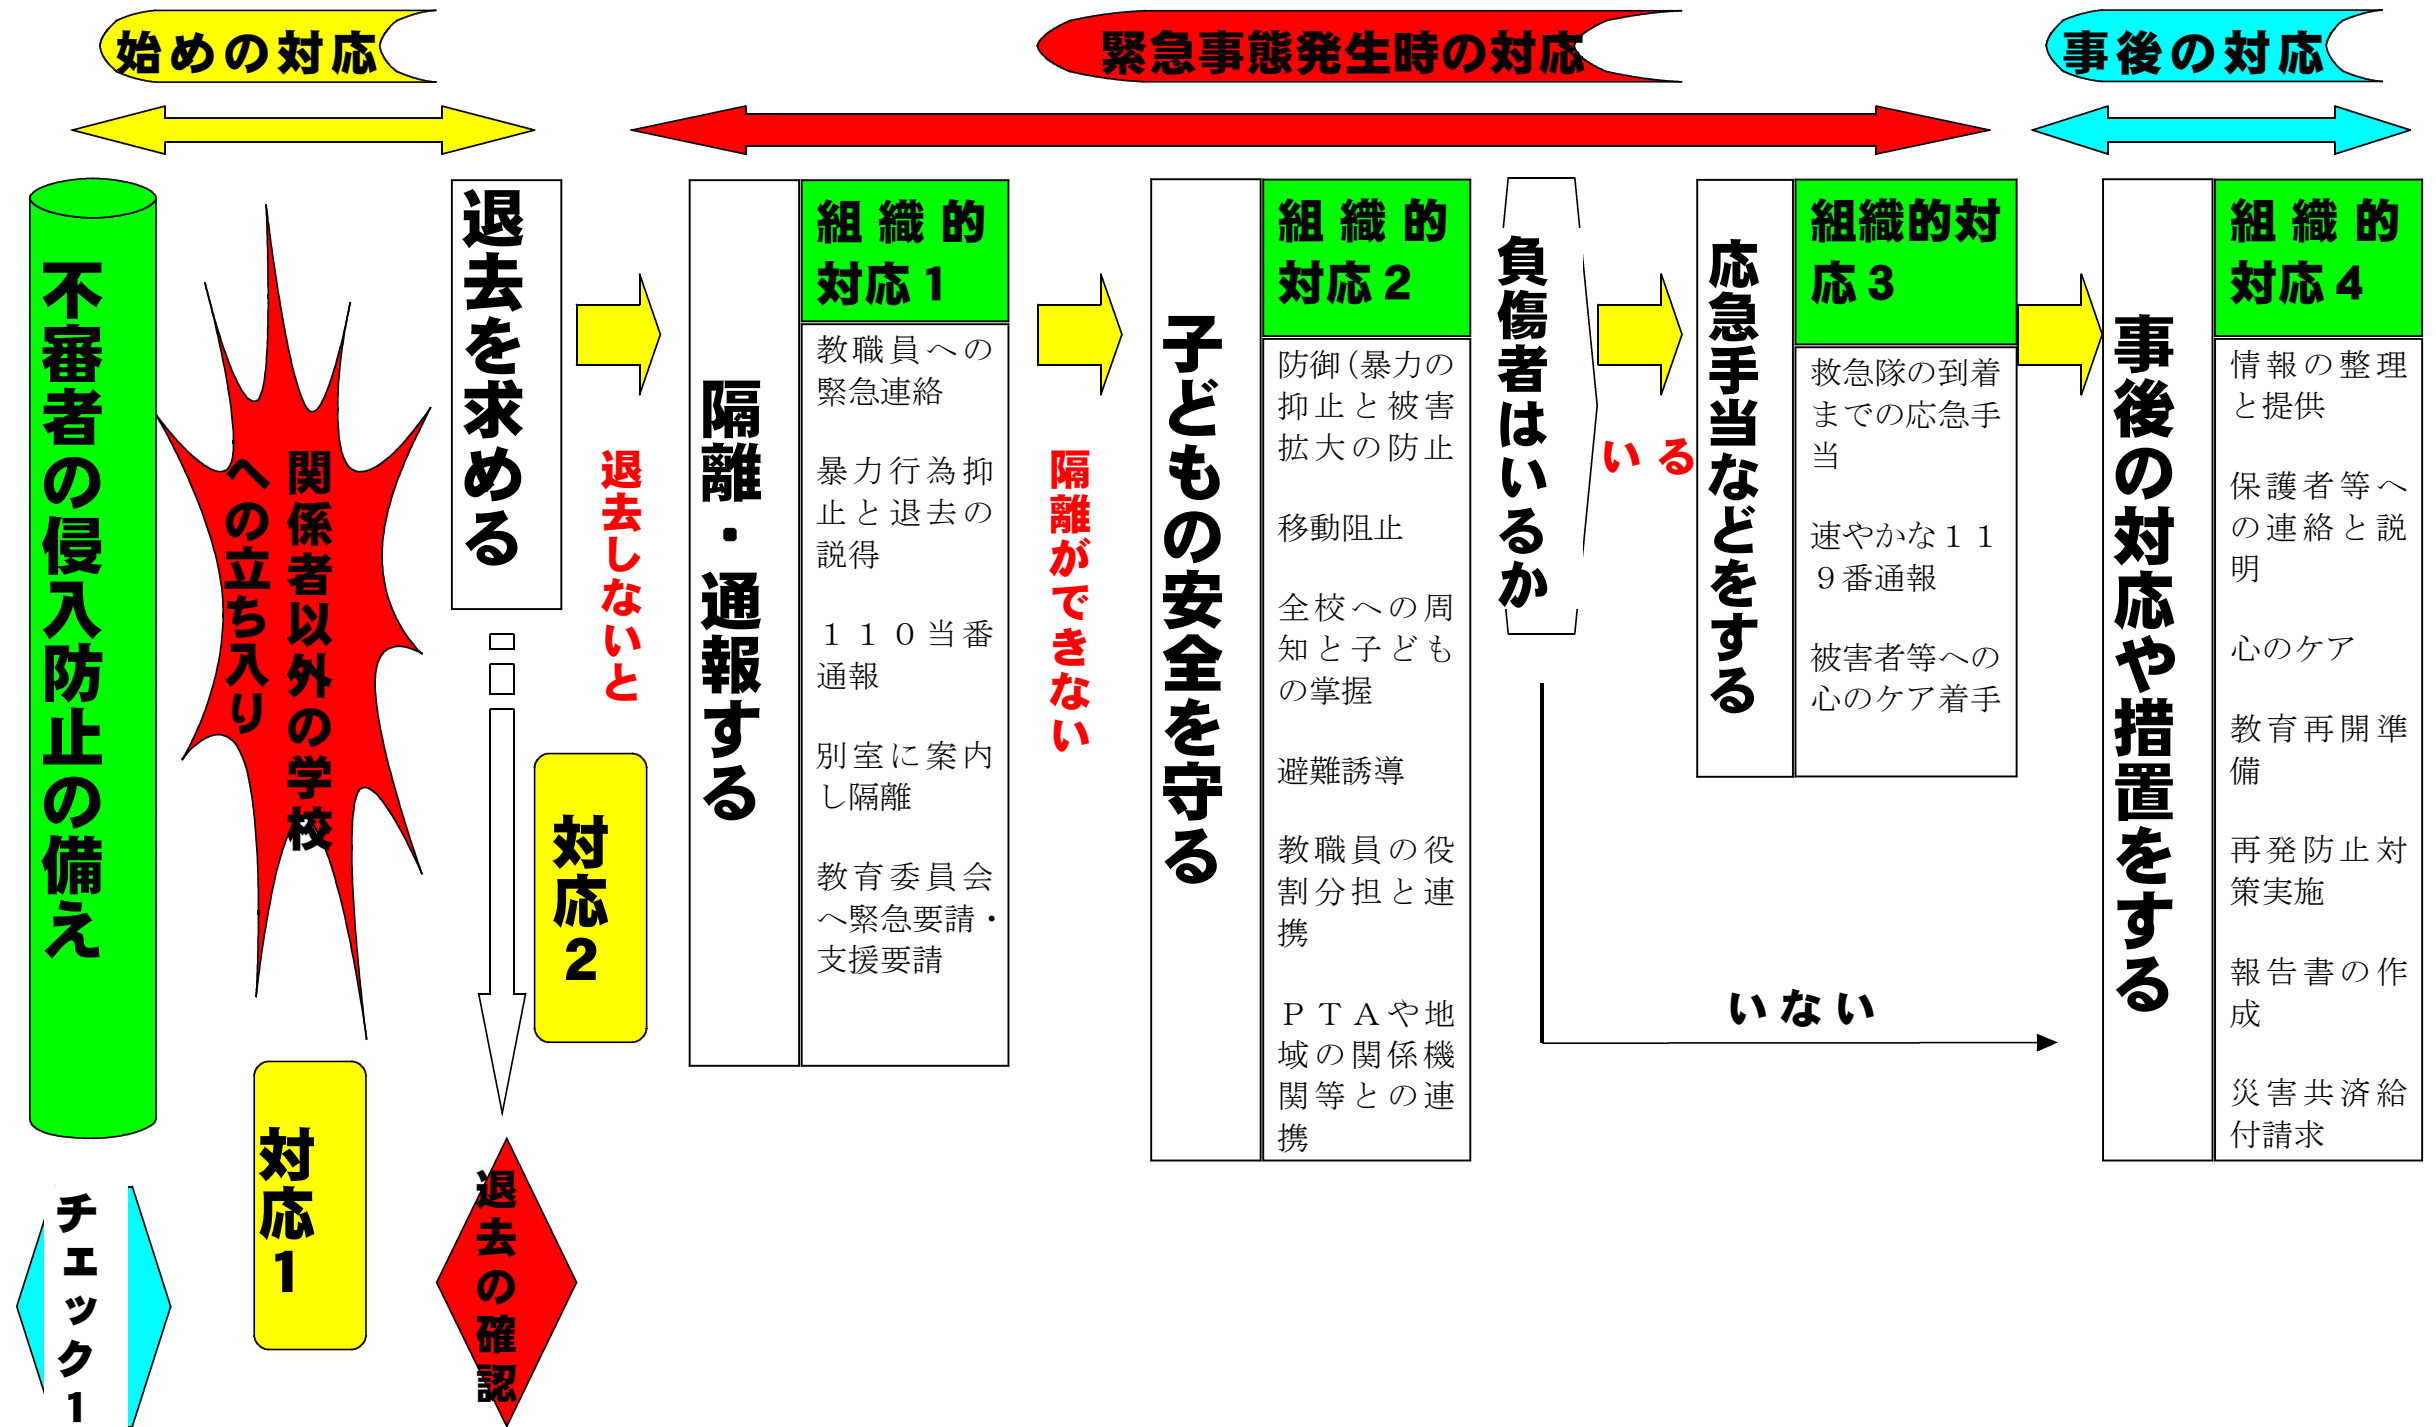 始めの対応
緊急事態発生時の対応
事後の対応
不審者の侵入防止の備え
チェック1
関係者以外の学校
への立ち入り
対応1
退去を求める
対応2
退去の確認
退去しないと
隔離・通報する
組織的
対応1
教職員への
緊急連絡
暴力行為抑
止と退去の
説得
１１０当番
通報
別室に案内
し隔離
教育委員会
へ緊急要請・
支援要請
隔離ができない
子どもの安全を守る
組織的
対応2
防御(暴力の
抑止と被害
拡大の防止
移動阻止
全校への周
知と子ども
の掌握
避難誘導
教職員の役
割分担と連
携
ＰＴＡや地
域の関係機
関等との連
携
負傷者はいるか
いる
いない
応急手当などをする
組織的対
応3
救急隊の到着
までの応急手
当
速やかな１１
９番通報
被害者等への
心のケア着手
事後の対応や措置をする
組織的
対応4
情報の整理
と提供
保護者等へ
の連絡と説
明
心のケア
教育再開準
備
再発防止対
策実施
報告書の作
成
災害共済給
付請求